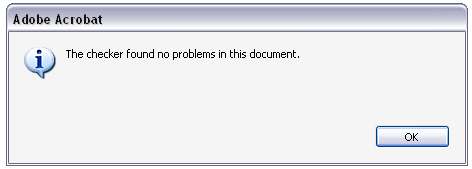 Adobe Acrobat
The checker found no problems in this document.
OK